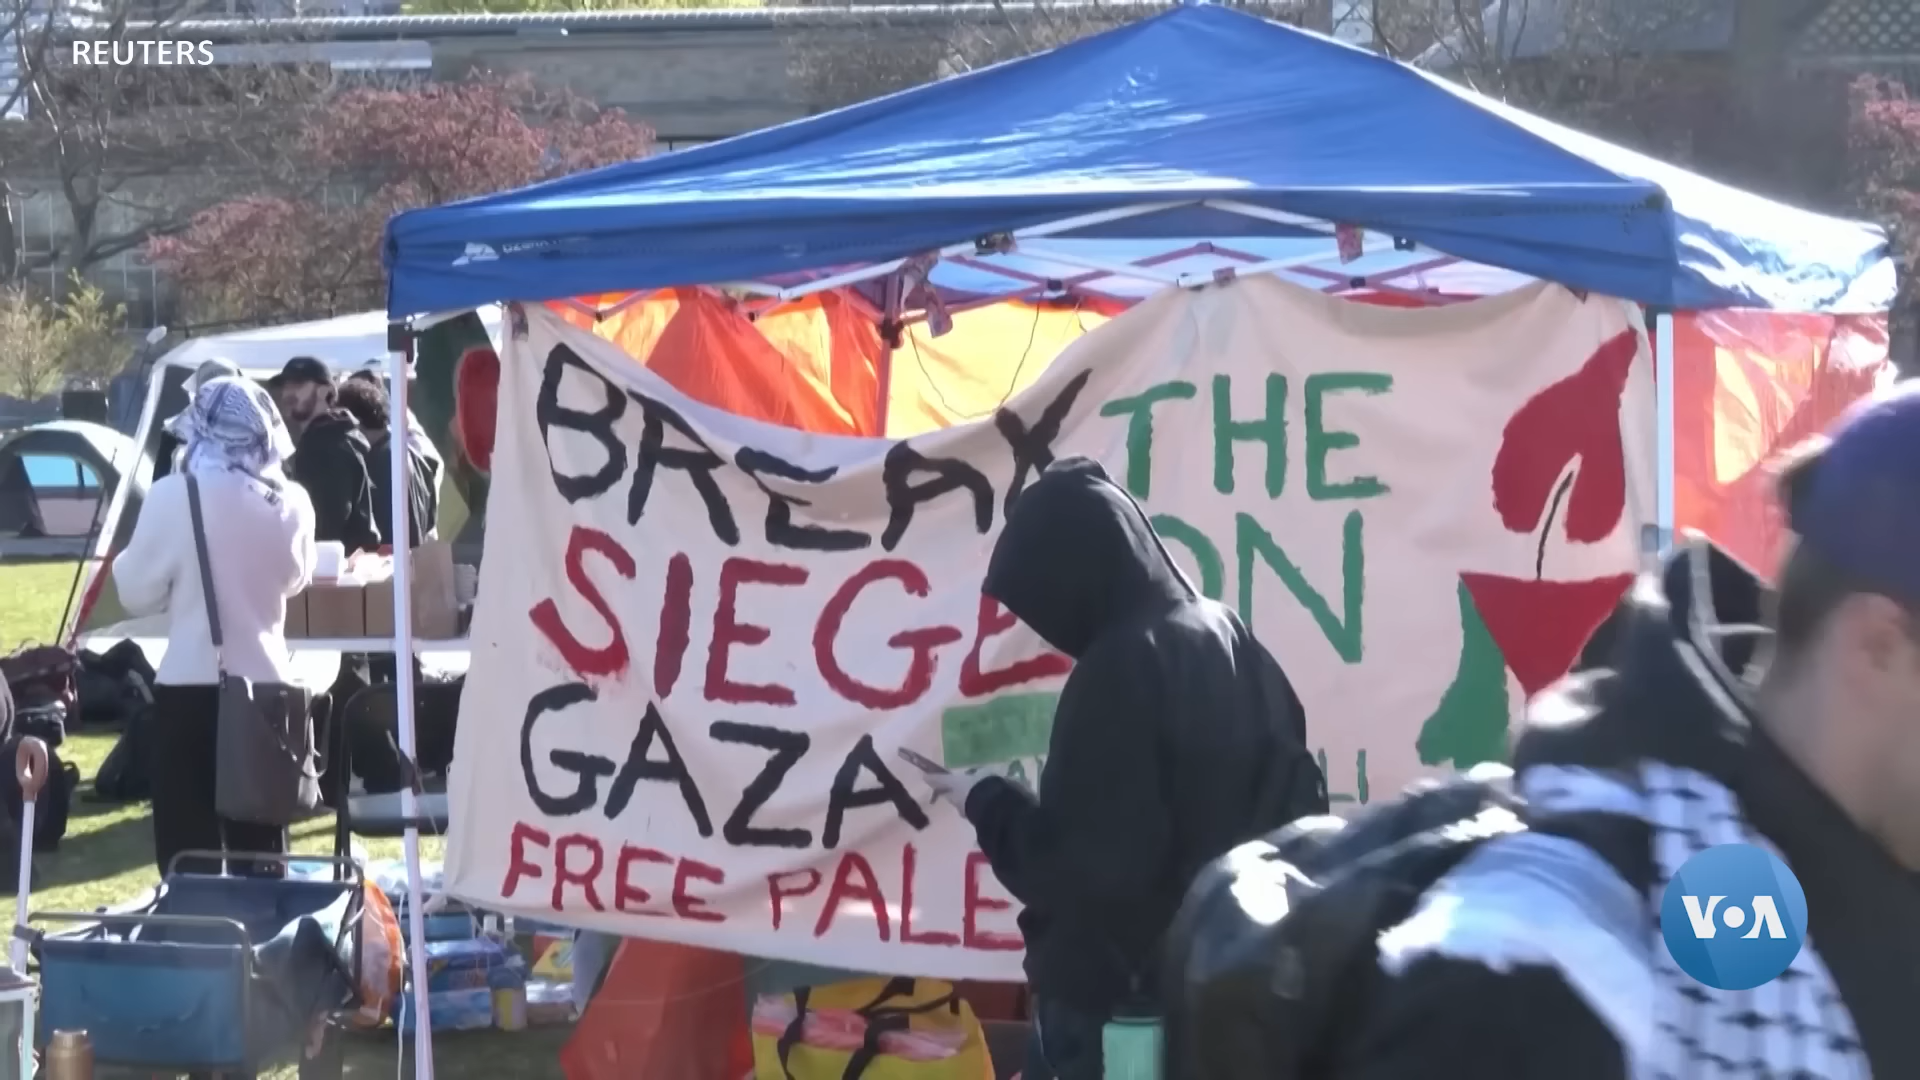 REUTERS
BREAK THE
SIEGE ON
GAZA
FREE PALE
VOA